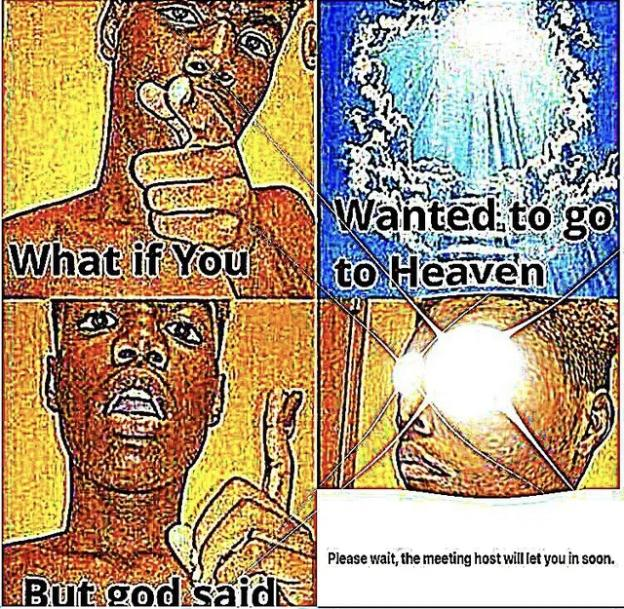 What if You
Wanted to go
to Heaven
But god said
Please wait, the meeting host will let you in soon.